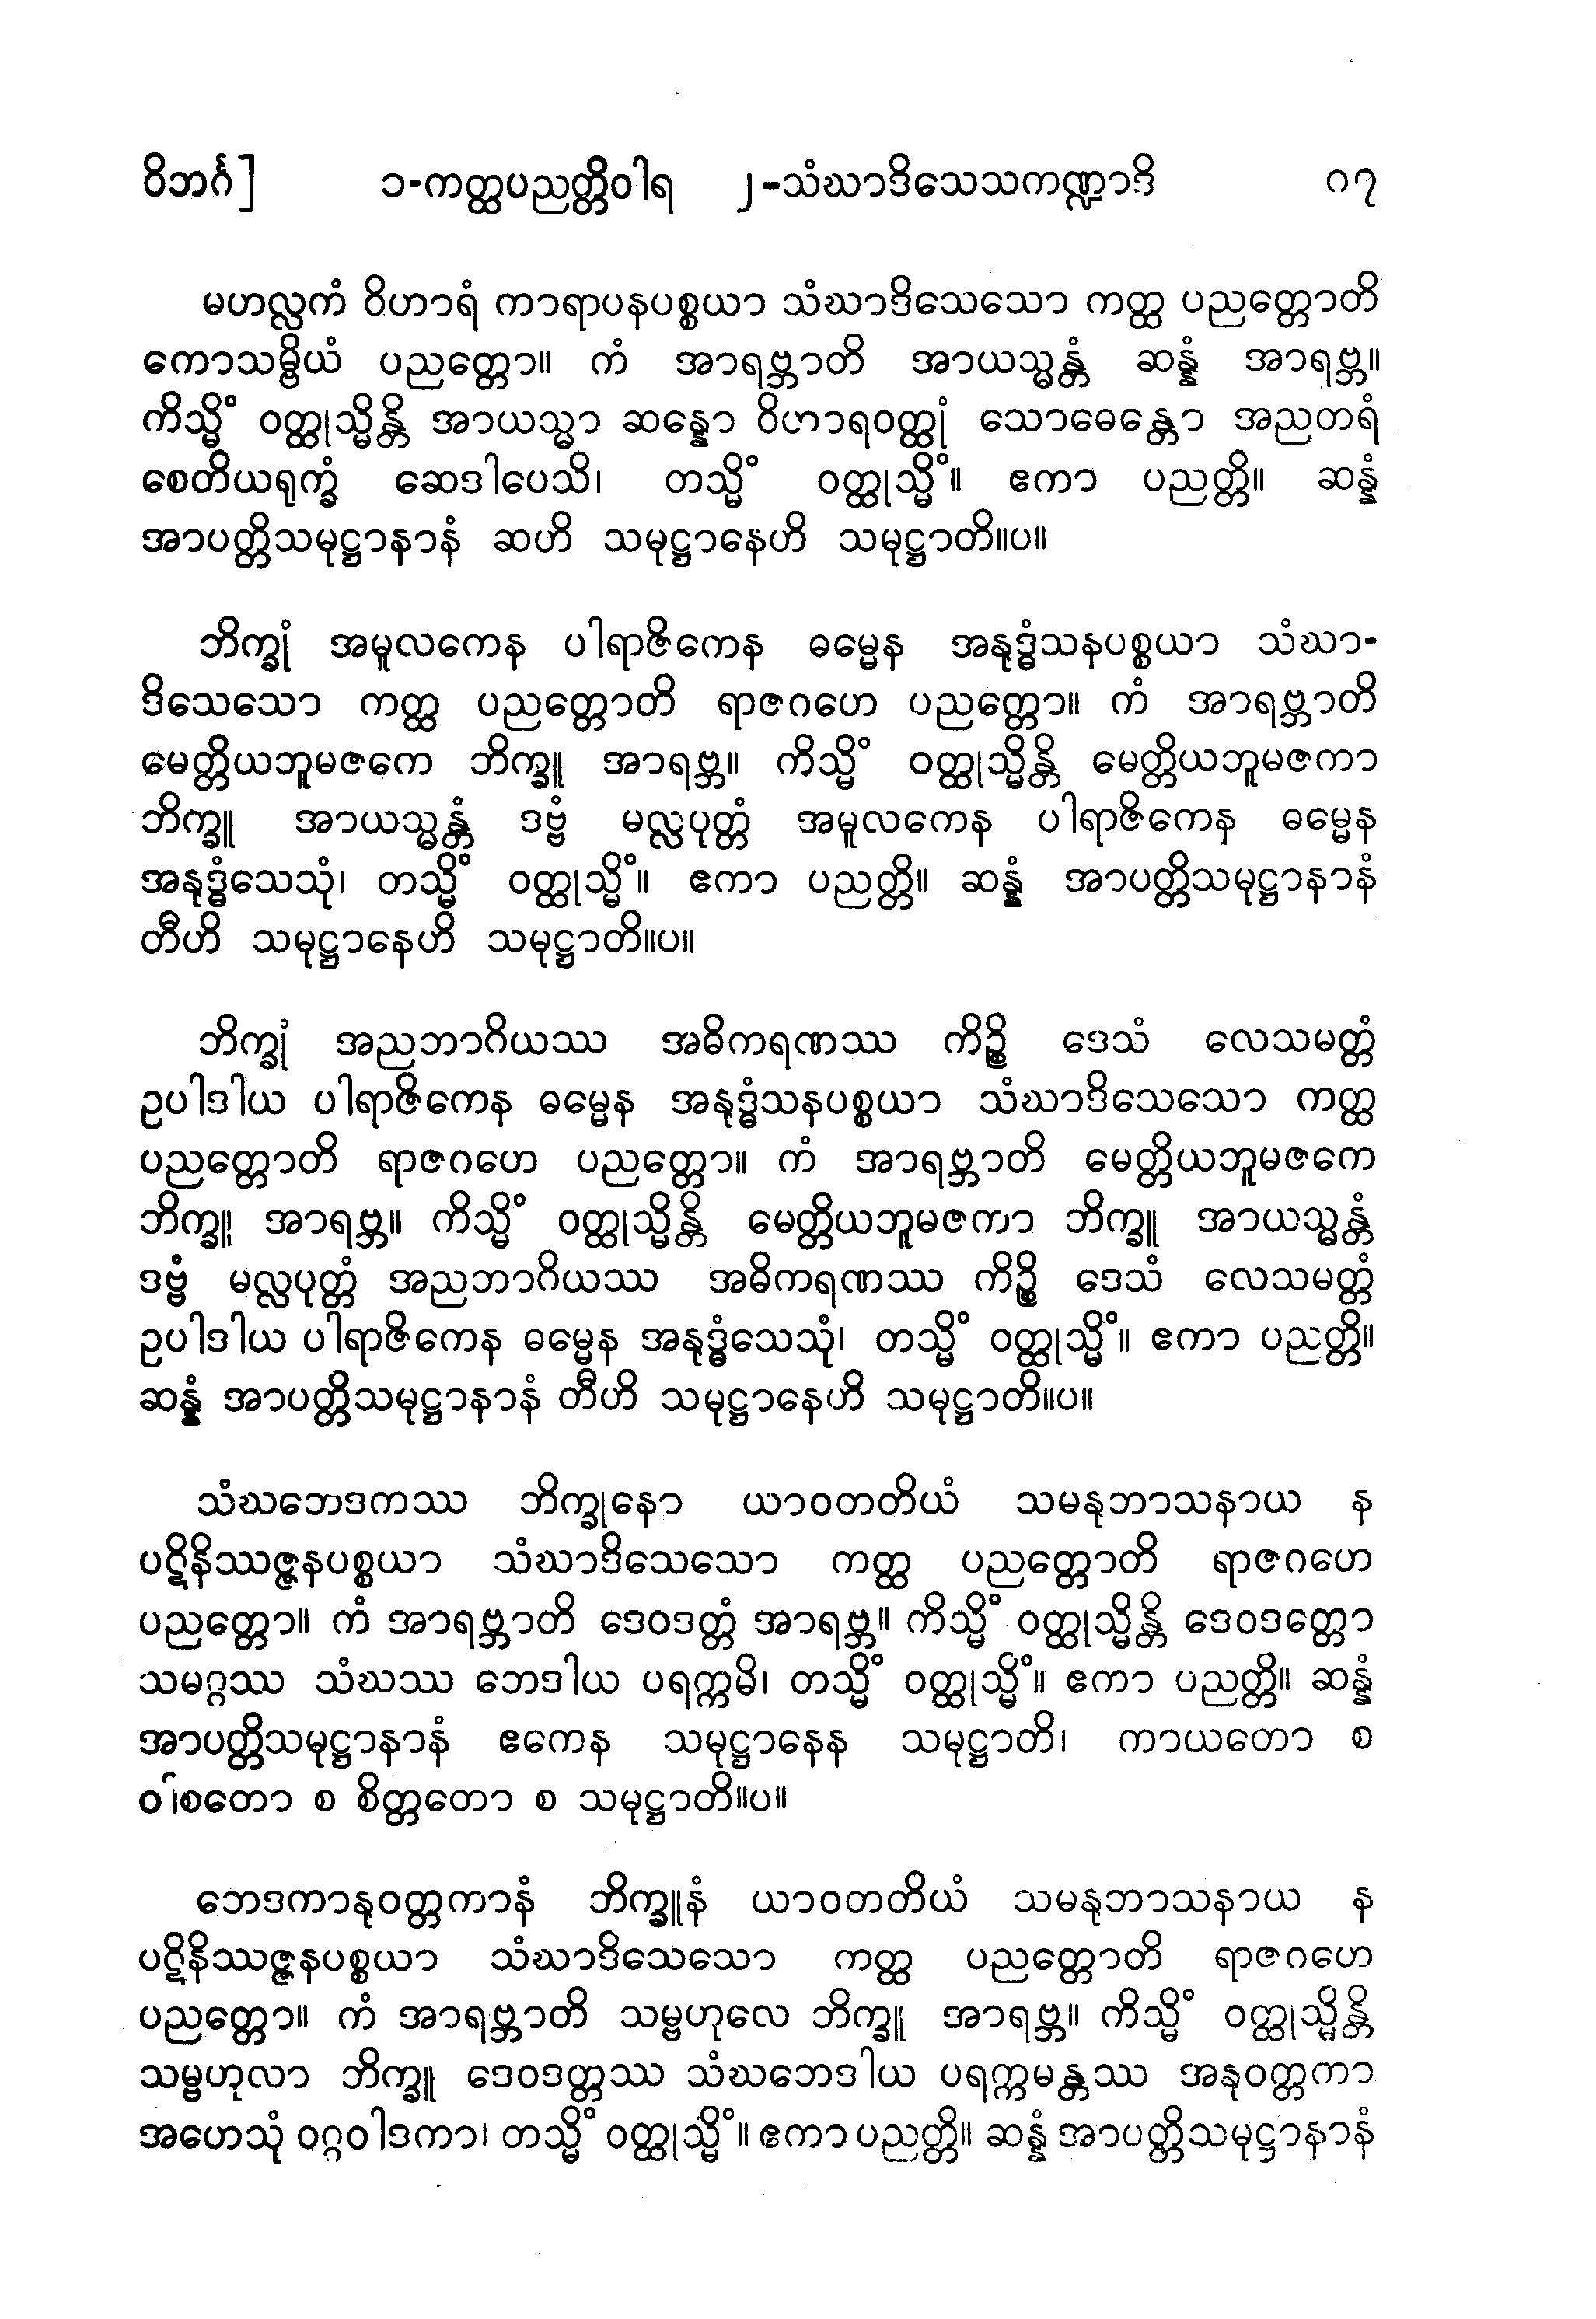 ဝိဘင်္ဂ] ၁-ကတ္ထပညတ္တိဝါရ ၂-သံဃာဒိသေသကဏ္ဍာဒိ ၈၇
မဟလ္လကံ ဝိဟာရံ ကာရာပနပစ္စယာ သံဃာဒိသေသော ကတ္ထ ပညတ္တောတိ
ကောသမ္ဗိယံ ပညတ္တော။ ကံ အာရဗ္ဘာတိ အာယသ္မန္တံ ဆန္နံ အာရဗ္ဘ။
ကိသ္မိံ ဝတ္ထုသ္မိန္တိ အာယသ္မာ ဆန္နော ဝိဟာရဝတ္ထုံ သောဓေန္တော အညတရံ
စေတိယရုက္ခံ ဆေဒါပေသိ၊ တသ္မိံ ဝတ္ထုသ္မိံ။ ဧကာ ပညတ္တိ။ ဆန္နံ
အာပတ္တိသမုဋ္ဌာနာနံ ဆဟိ သမုဋ္ဌာနေဟိ သမုဋ္ဌာတိ။ပ။
ဘိက္ခုံ အမူလကေန ပါရာဇိကေန ဓမ္မေန အနုဒ္ဓံသနပစ္စယာ သံဃာ-
ဒိသေသော ကတ္ထ ပညတ္တောတိ ရာဇဂဟေ ပညတ္တော။ ကံ အာရဗ္ဘာတိ
မေတ္တိယဘူမဇကေ ဘိက္ခူ အာရဗ္ဘ။ ကိသ္မိံ ဝတ္ထုသ္မိန္တိ မေတ္တိယဘူမဇကာ
ဘိက္ခူ အာယသ္မန္တံ ဒဗ္ဗံ မလ္လပုတ္တံ အမူလကေန ပါရာဇိကေန ဓမ္မေန
အနုဒ္ဓံသေသုံ၊ တသ္မိံ ဝတ္ထုသ္မိံ။ ဧကာ ပညတ္တိ။ ဆန္နံ အာပတ္တိသမုဋ္ဌာနာနံ
တီဟိ သမုဋ္ဌာနေဟိ သမုဋ္ဌာတိ။ပ။
ဘိက္ခုံ အညဘာဂိယဿ အဓိကရဏဿ ကိဉ္စိ ဒေသံ လေသမတ္တံ
ဥပါဒါယ ပါရာဇိကေန ဓမ္မေန အနုဒ္ဓံသနပစ္စယာ သံဃာဒိသေသော ကတ္ထ
ပညတ္တောတိ ရာဇဂဟေ ပညတ္တော။ ကံ အာရဗ္ဘာတိ မေတ္တိယဘူမဇကေ
ဘိက္ခူ အာရဗ္ဘ။ ကိသ္မိံ ဝတ္ထုသ္မိန္တိ မေတ္တိယဘူမဇကာ ဘိက္ခူ အာယသ္မန္တံ
ဒဗ္ဗံ မလ္လပုတ္တံ အညဘာဂိယဿ အဓိကရဏဿ ကိဉ္စိ ဒေသံ လေသမတ္တံ
ဥပါဒါယ ပါရာဇိကေန ဓမ္မေန အနုဒ္ဓံသေသုံ၊ တသ္မိံ ဝတ္ထုသ္မိံ။ ဧကာ ပညတ္တိ။
ဆန္နံ အာပတ္တိသမုဋ္ဌာနာနံ တီဟိ သမုဋ္ဌာနေဟိ သမုဋ္ဌာတိ။ပ။
သံဃဘေဒကဿ ဘိက္ခုနော ယာဝတတိယံ သမနုဘာသနာယ န
ပဋိနိဿဇ္ဇနပစ္စယာ သံဃာဒိသေသော ကတ္ထ ပညတ္တောတိ ရာဇဂဟေ
ပညတ္တော။ ကံ အာရဗ္ဘာတိ ဒေဝဒတ္တံ အာရဗ္ဘ။ ကိသ္မိံ ဝတ္ထုသ္မိန္တိ ဒေဝဒတ္တော
သမဂ္ဂဿ သံဃဿ ဘေဒါယ ပရက္ကမိ၊ တသ္မိံ ဝတ္ထုသ္မိံ။ ဧကာ ပညတ္တိ။ ဆန္နံ
အာပတ္တိသမုဋ္ဌာနာနံ ဧကေန သမုဋ္ဌာနေန သမုဋ္ဌာတိ၊ ကာယတော စ
ဝါစတော စ စိတ္တတော စ သမုဋ္ဌာတိ။ပ။
ဘေဒကာနုဝတ္တကာနံ ဘိက္ခူနံ ယာဝတတိယံ သမနုဘာသနာယ န
ပဋိနိဿဇ္ဇနပစ္စယာ သံဃာဒိသေသော ကတ္ထ ပညတ္တောတိ ရာဇဂဟေ
ပညတ္တော။ ကံ အာရဗ္ဘာတိ သမ္ဗဟုလေ ဘိက္ခူ အာရဗ္ဘ။ ကိသ္မိံ ဝတ္ထုသ္မိန္တိ
သမ္ဗဟုလာ ဘိက္ခူ ဒေဝဒတ္တဿ သံဃဘေဒါယ ပရက္ကမန္တဿ အနုဝတ္တကာ
အဟေသုံ ဝဂ္ဂဝါဒကာ၊ တသ္မိံ ဝတ္ထုသ္မိံ။ ဧကာ ပညတ္တိ။ ဆန္နံ အာပတ္တိသမုဋ္ဌာနာနံ